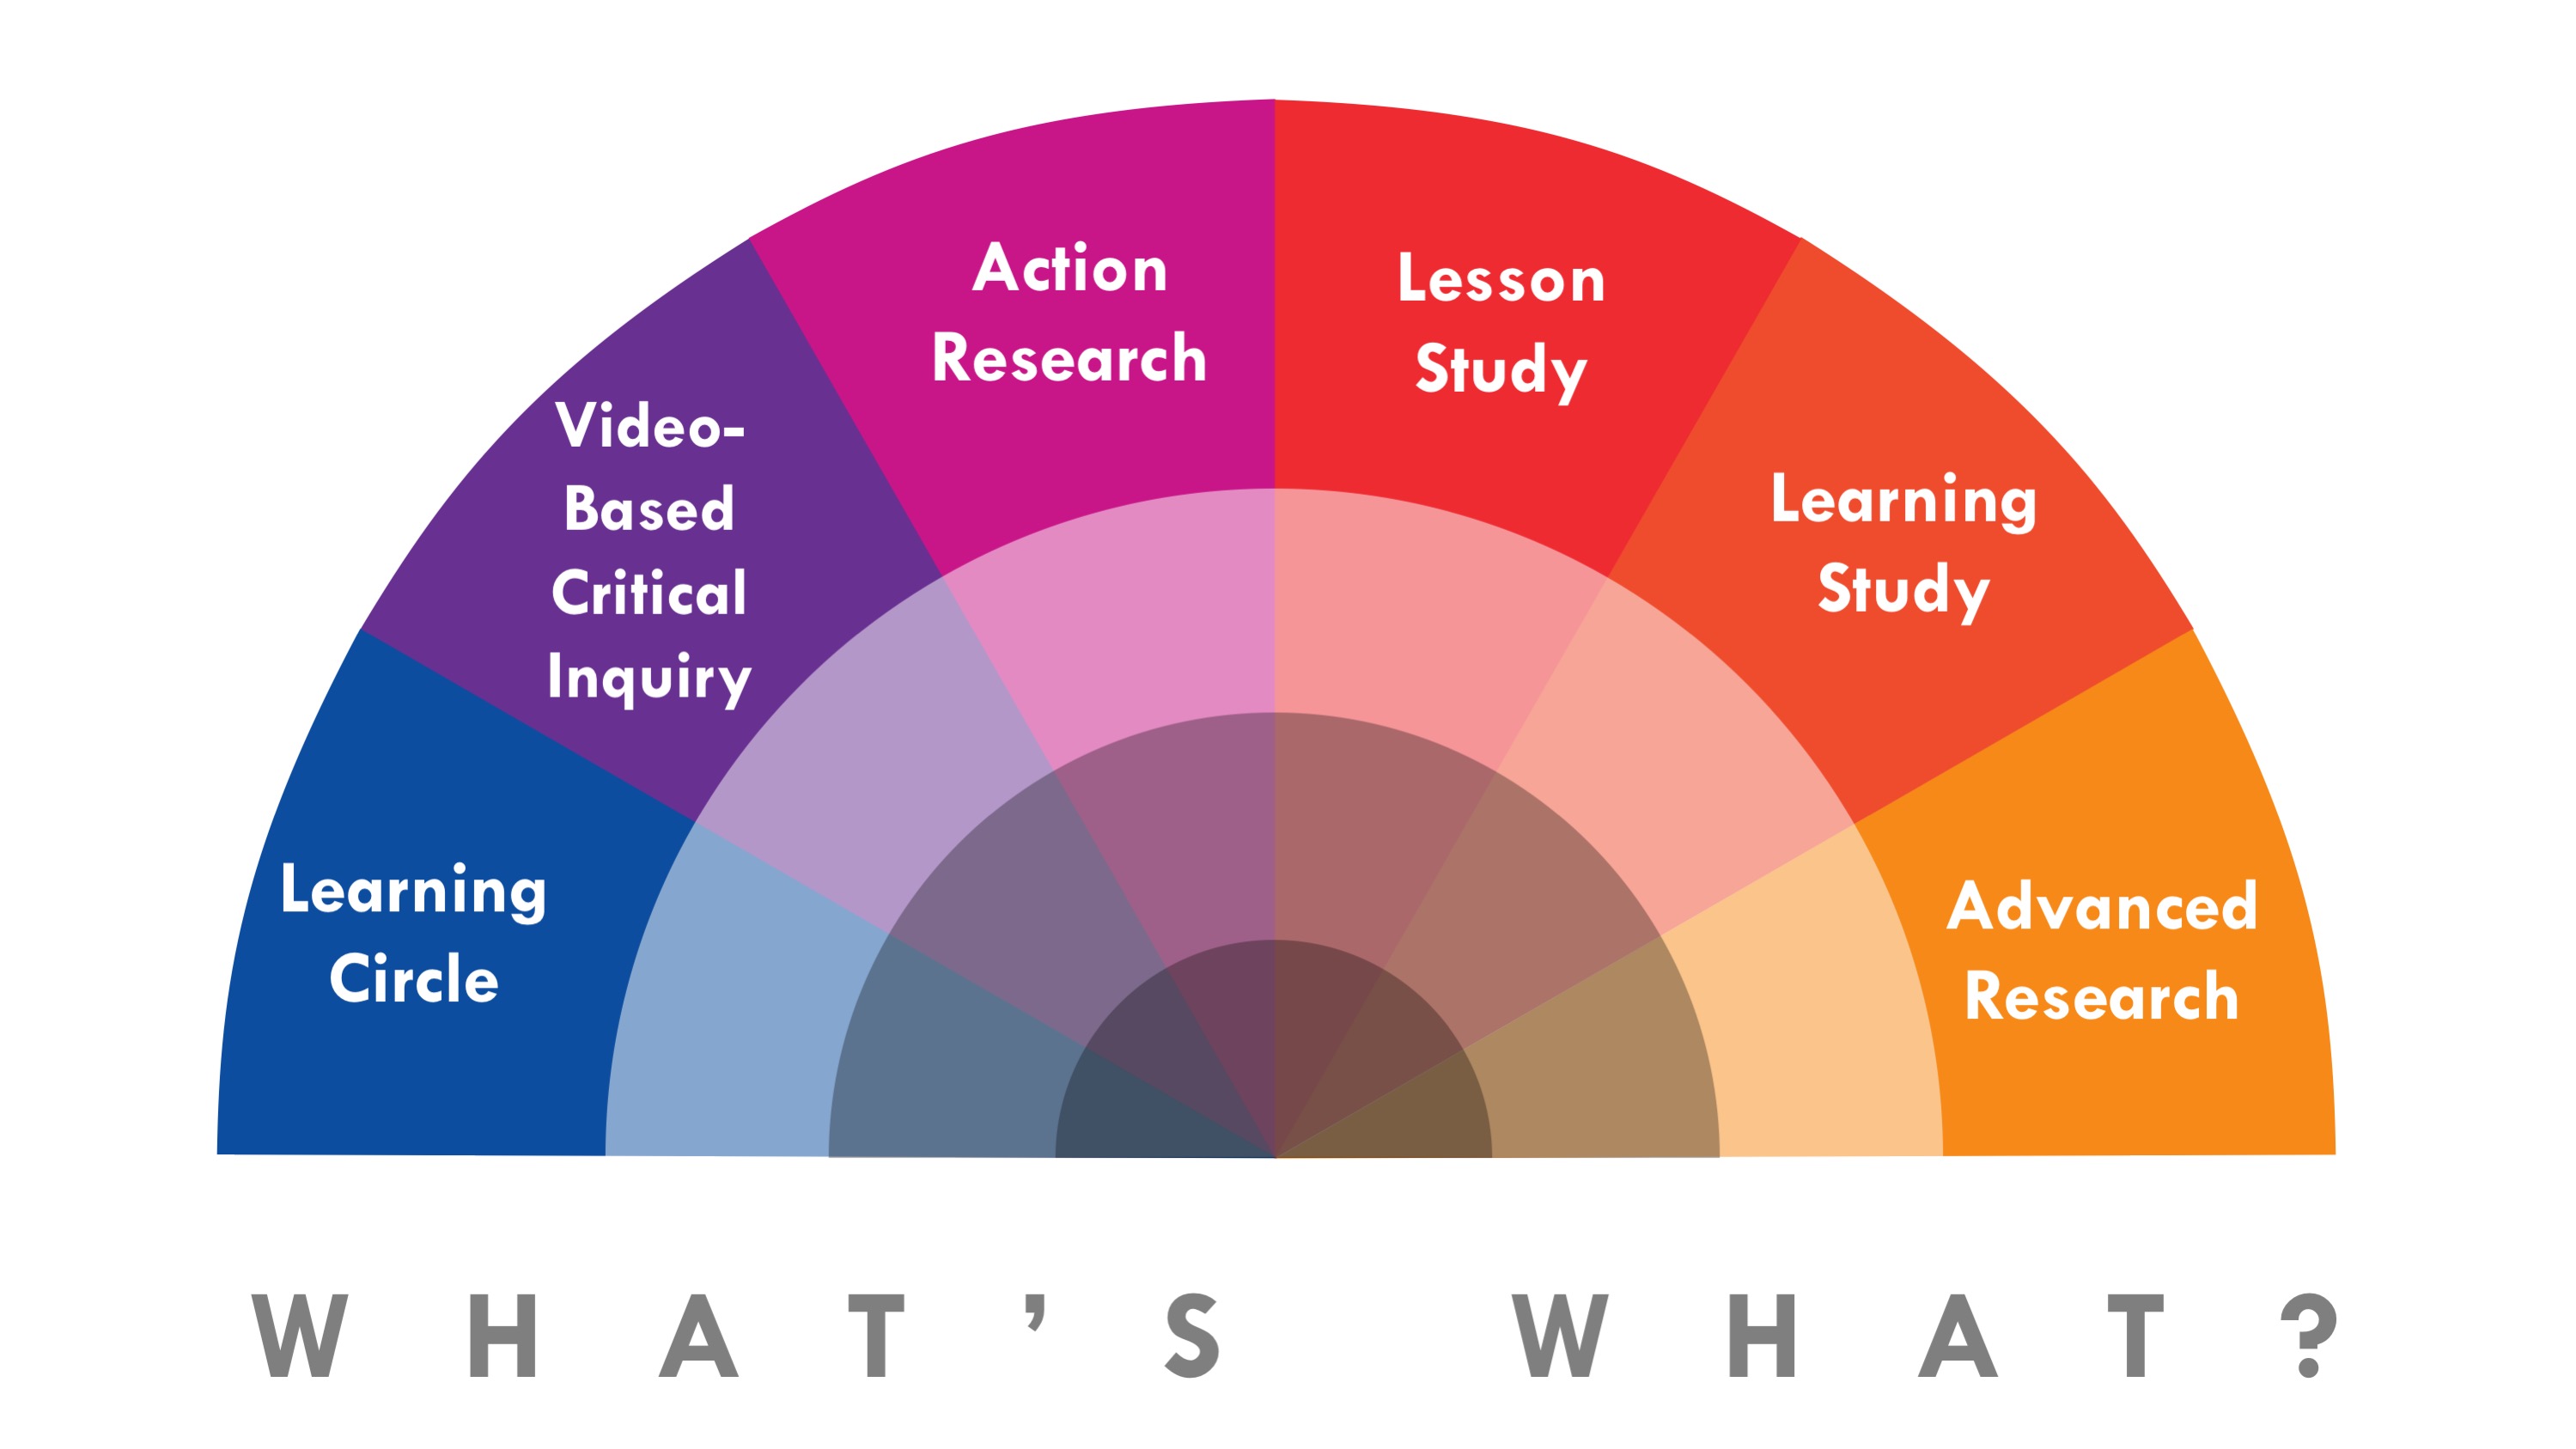 Action
Research
Lesson
Study
Video-
Based
Critical
Inquiry
Learning
Study
Learning
Circle
Advanced
Research
WHAT'S WHAT?